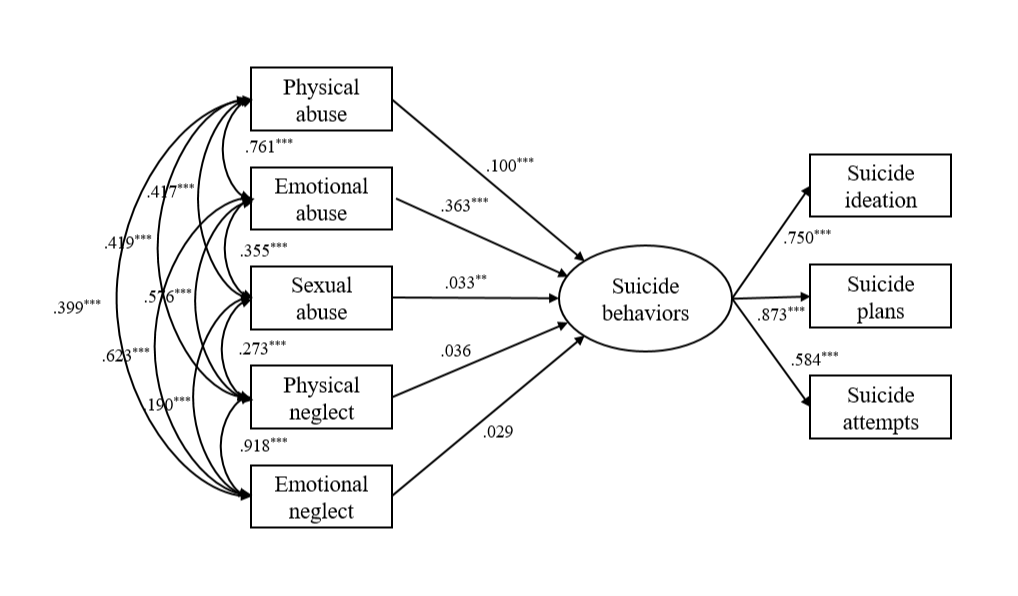 Physical
abuse
.761***
.100***
Suicide
ideation
.417***
Emotional
abuse
.363***
.419***
.355***
.750***
Sexual
abuse
.033**
Suicide
behaviors
Suicide
plans
.399***
.576***
.873***
.623***
.273***
.036
.584***
Physical
neglect
.190***
Suicide
attempts
.918***
.029
Emotional
neglect